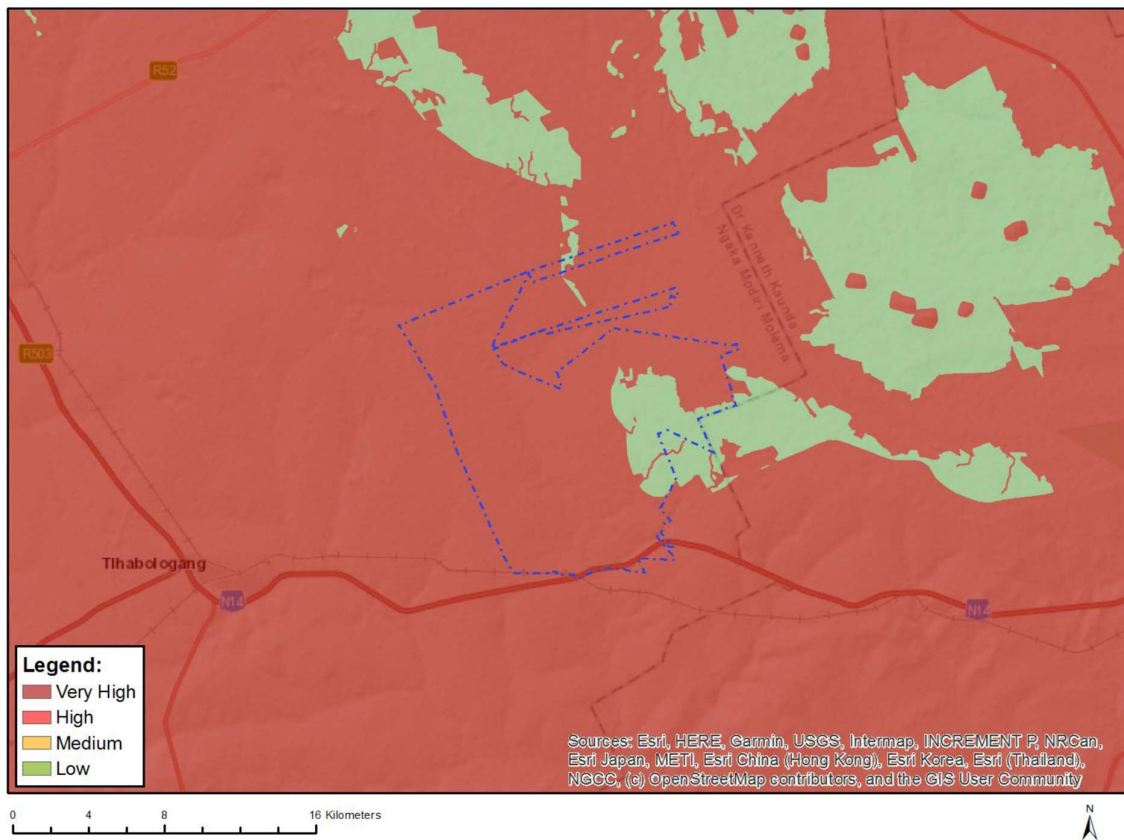 R52
Dr Kenneth Kaunda
Ngaka Modiri Molema
R503
Tlhabologang
N14
N14
Legend:
Very High
High
Medium
Low
Sources: Esri, HERE, Garmin, USGS, Intermap, INCREMENT P, NRCan,
Esri Japan, METI, Esri China (Hong Kong), Esri Korea, Esri (Thailand),
NGCC, (c) OpenStreetMap contributors, and the GIS User Community
0 4 8 16 Kilometers
N